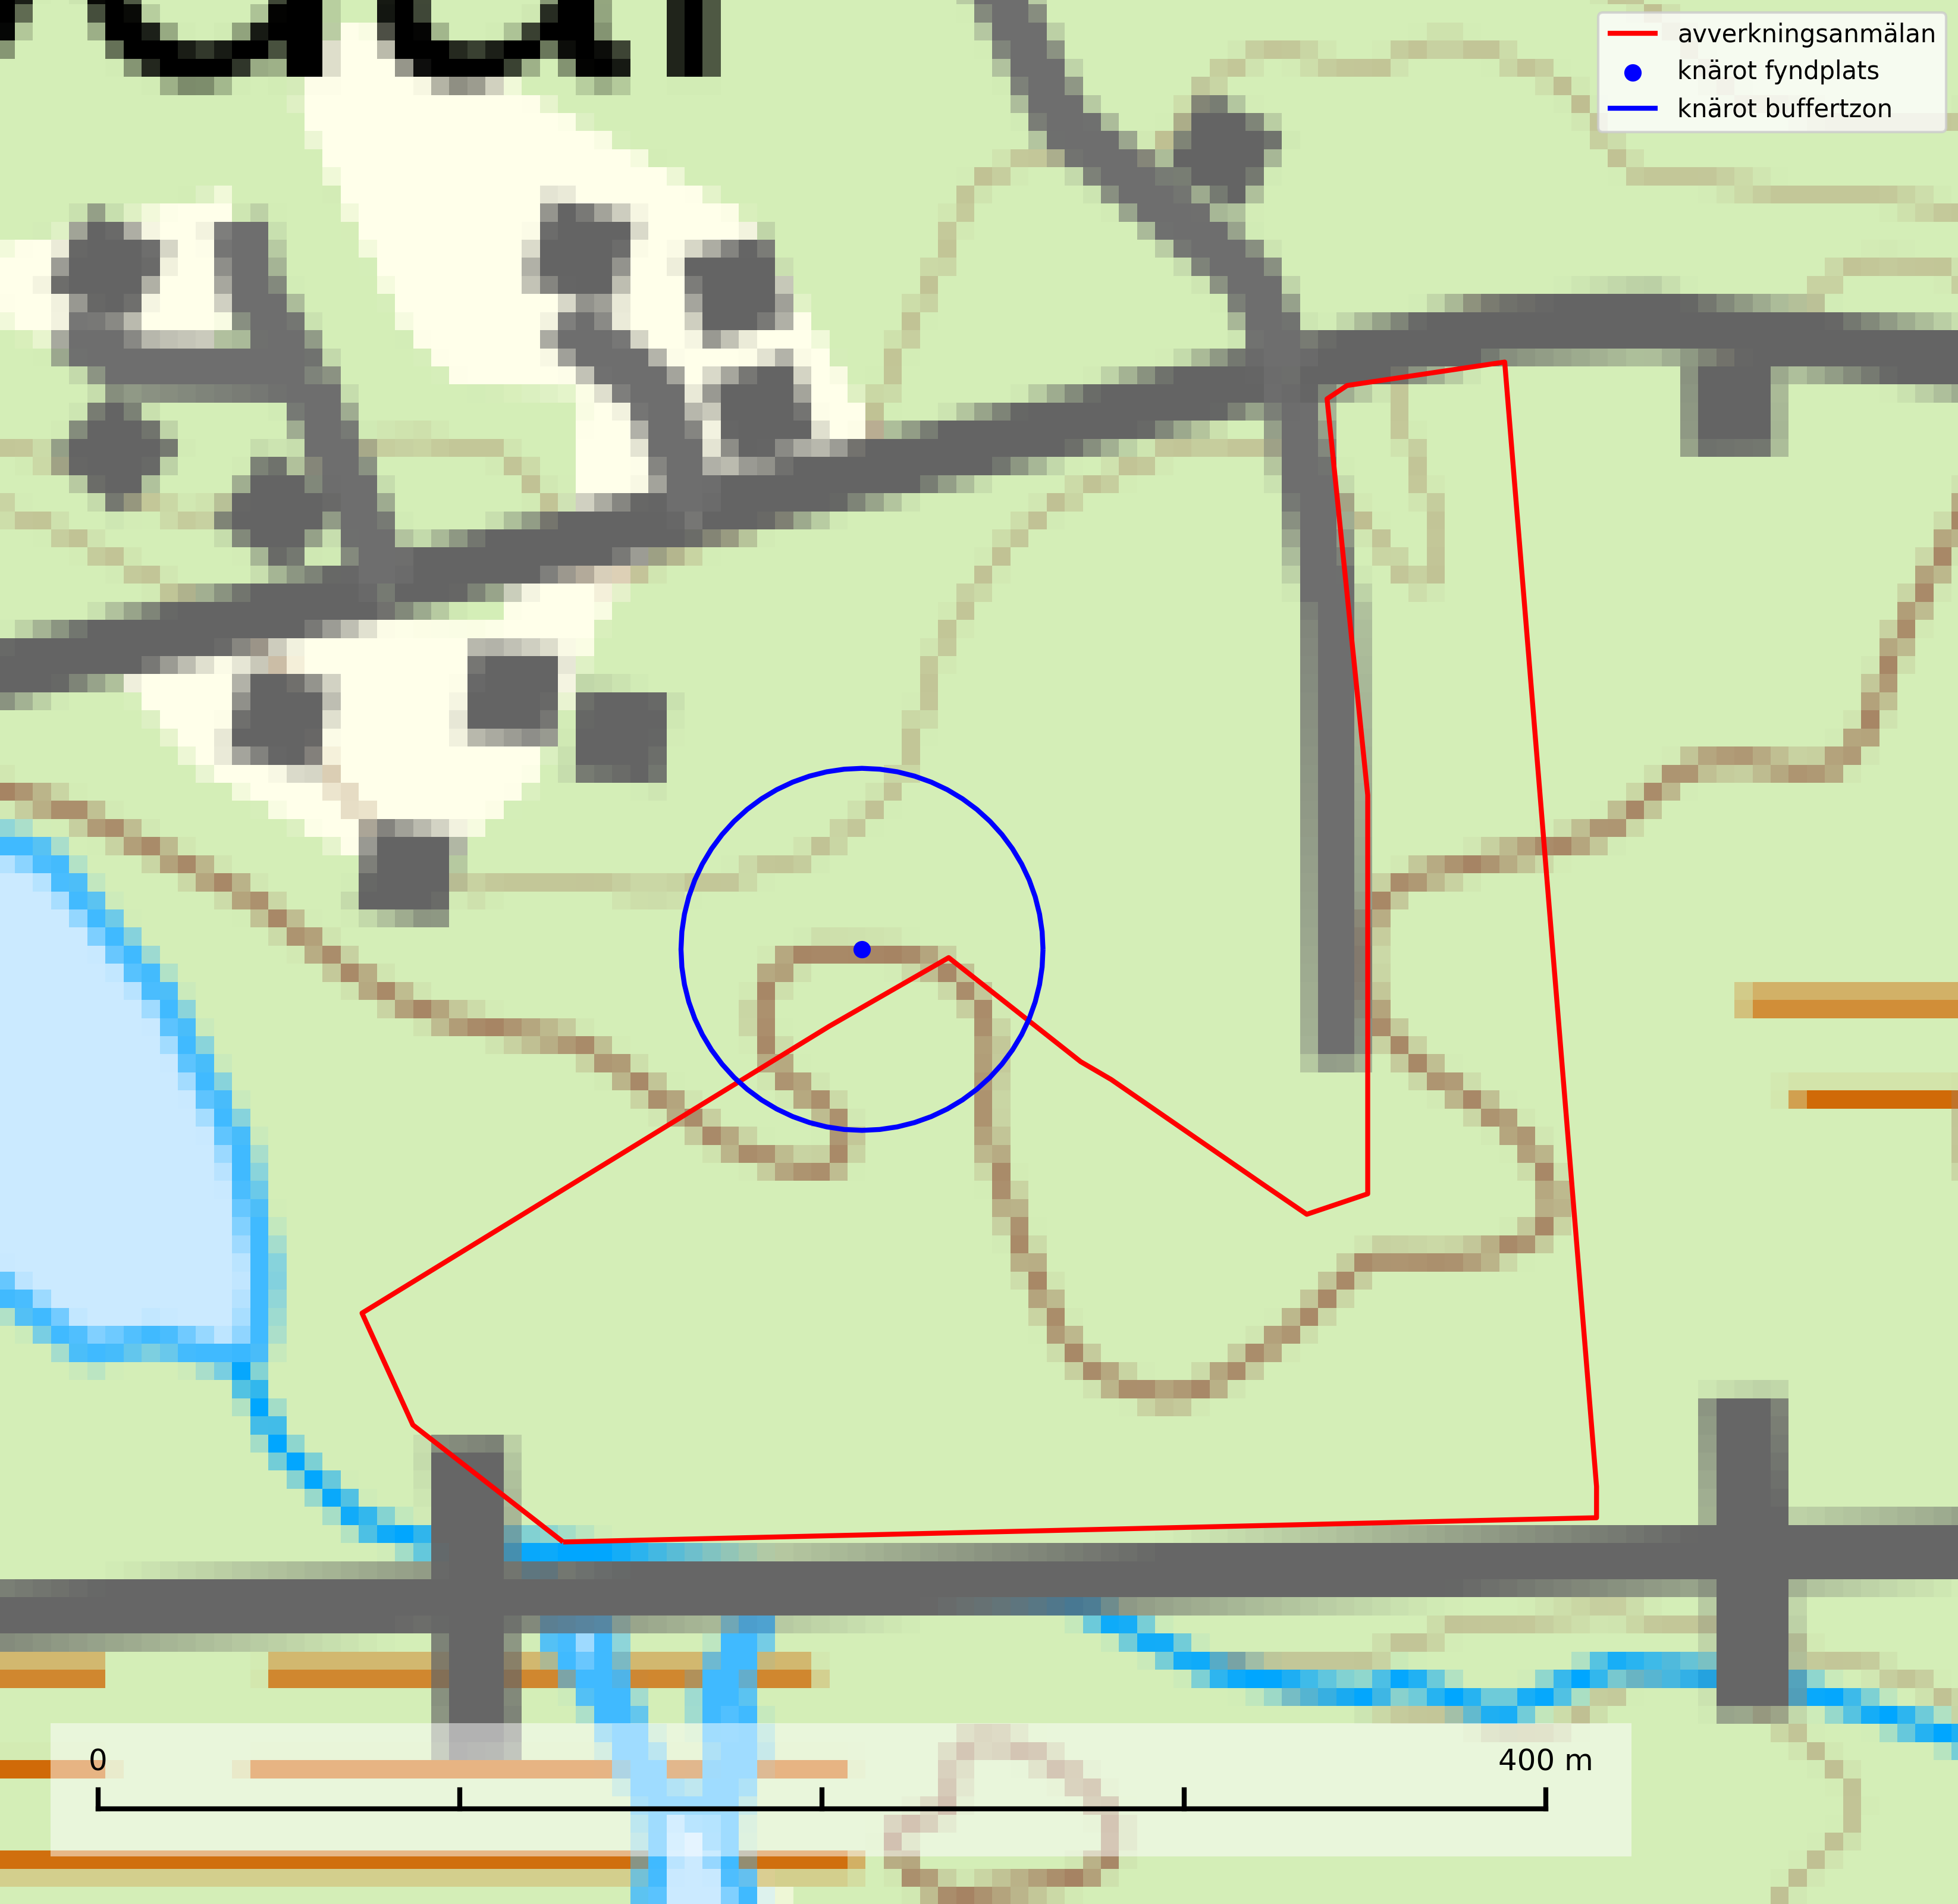 avverkningsanmälan
knärot fyndplats
knärot buffertzon
0 400 m